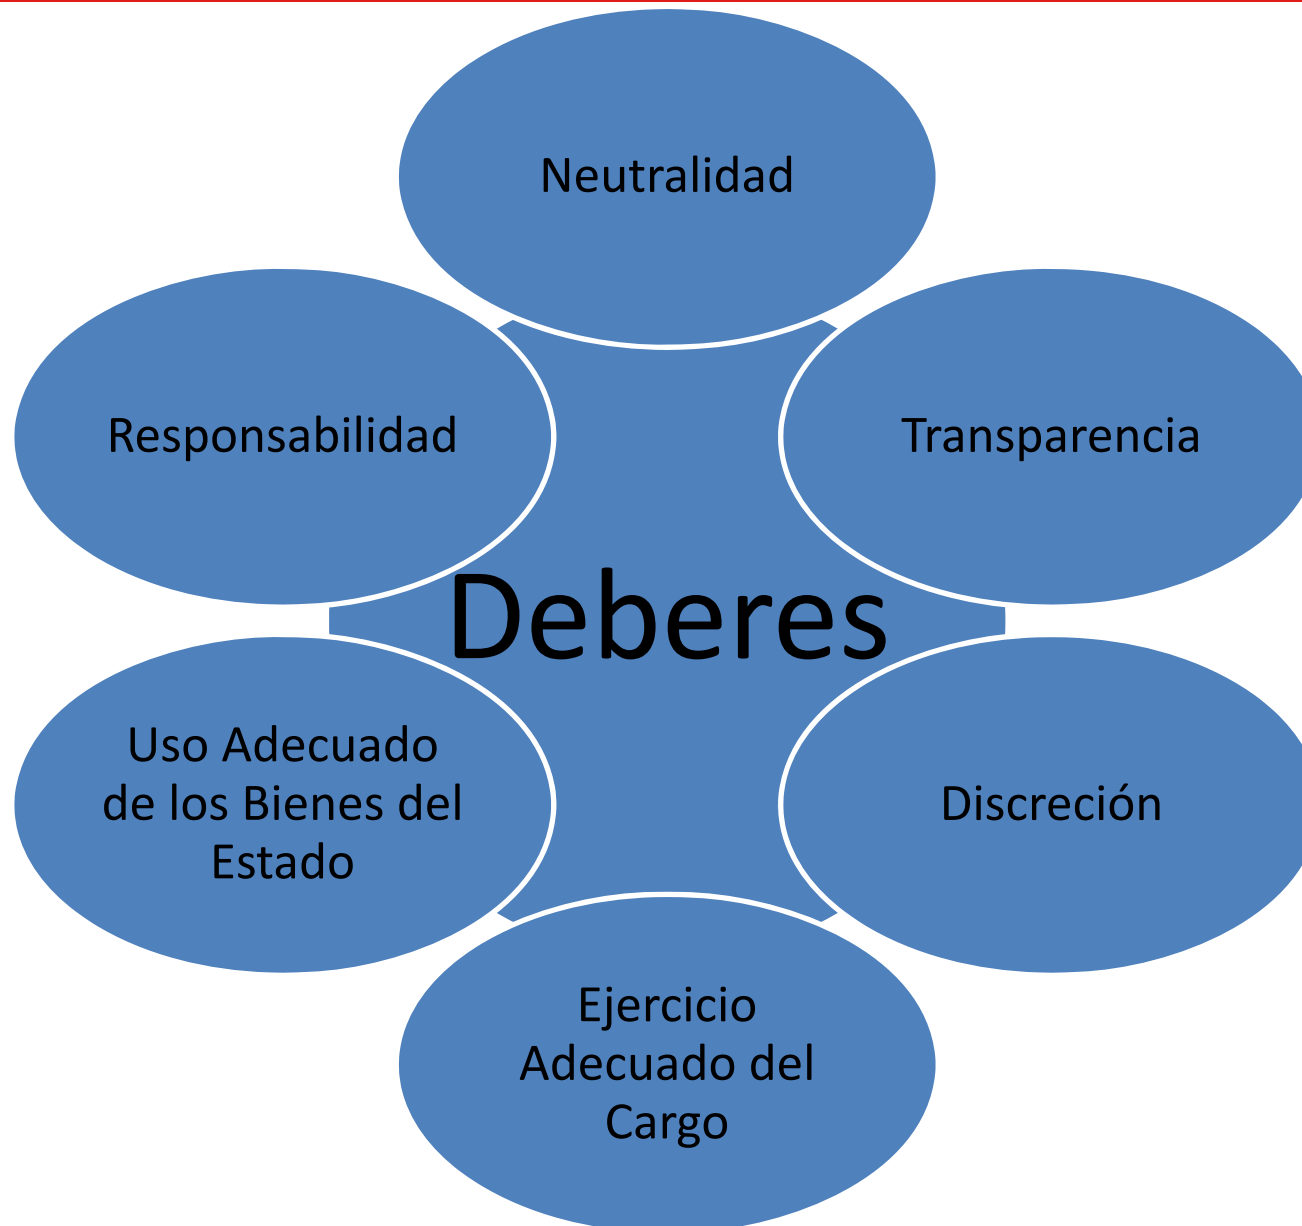 Neutralidad
Responsabilidad
Transparencia
Deberes
Uso Adecuado
de los Bienes del
Estado
Discreción
Ejercicio
Adecuado del
Cargo